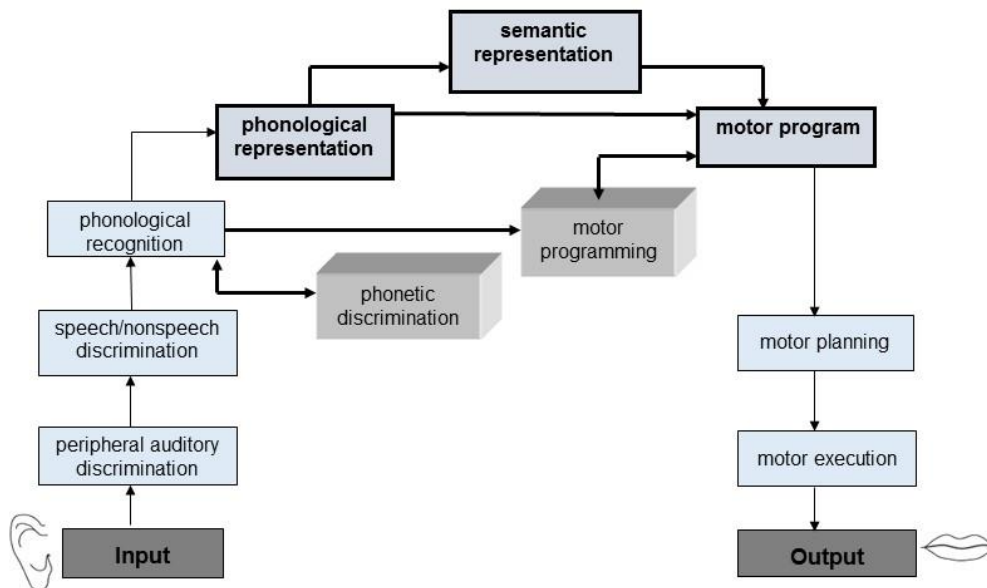 semantic
representation
phonological
representation
motor program
phonological
recognition
motor
programming
phonetic
discrimination
speech/nonspeech
discrimination
motor planning
peripheral auditory
discrimination
motor execution
Input
Output